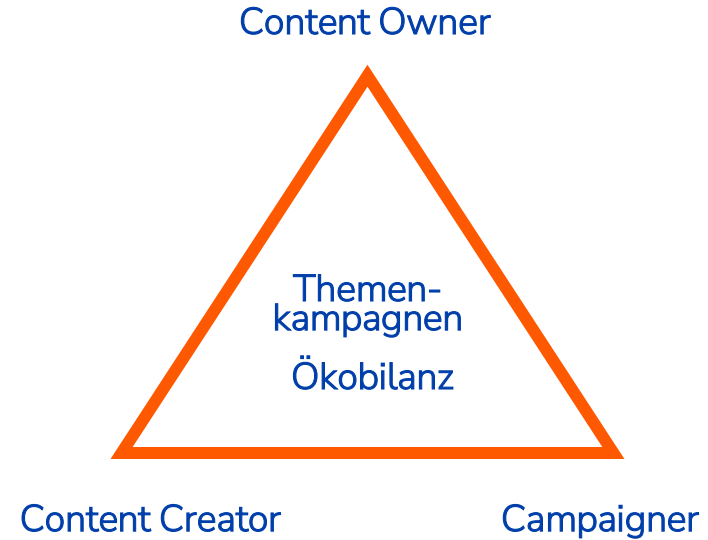 Content Owner
Themen-
kampagnen
Ökobilanz
Content Creator
Campaigner